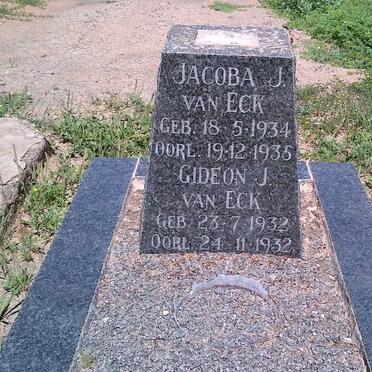 JACOBA J.
VAN ECK
GEB. 18·5·1934
OORL. 19·12·1935
GIDEON J.
VAN ECK
GEB. 23·7·1932
OORL. 24·11·1932